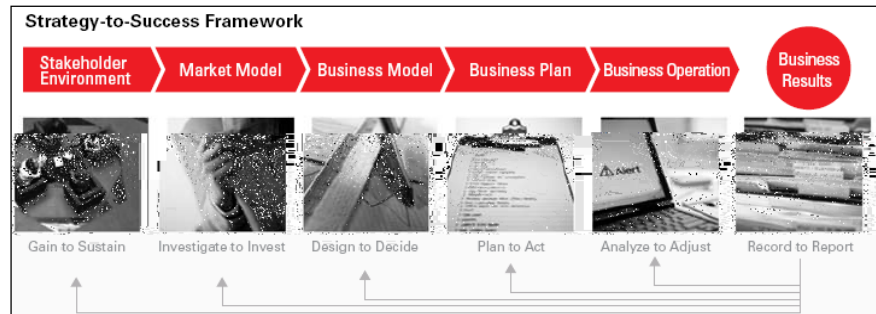 Strategy-to-Success Framework
Stakeholder
Environment
Market Model
Business Model
Business Plan
Business Operation
Business
Results
Alert
Gain to Sustain
Investigate to Invest
Design to Decide
Plan to Act
Analyze to Adjust
Record to Report